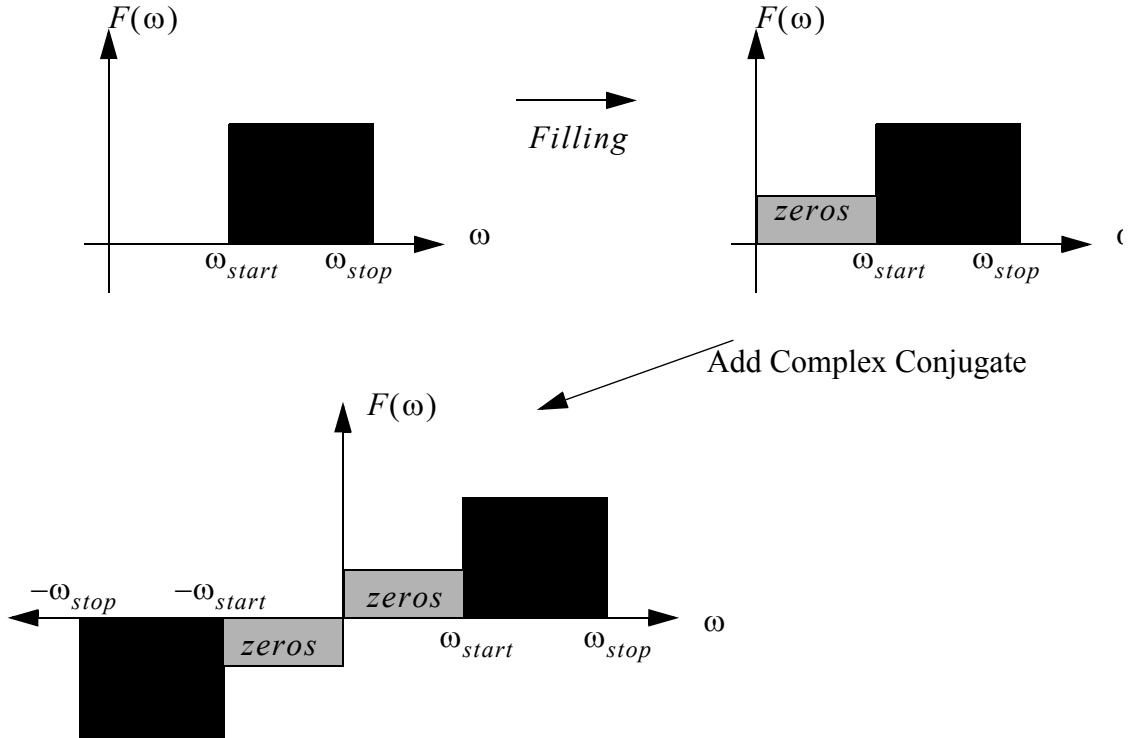 F(ω)
F(ω)
Filling
zeros
ω
ω
ω_start
ω_stop
ω_start
ω_stop
Add Complex Conjugate
F(ω)
−ω_stop
−ω_start
zeros
ω
zeros
ω_start
ω_stop